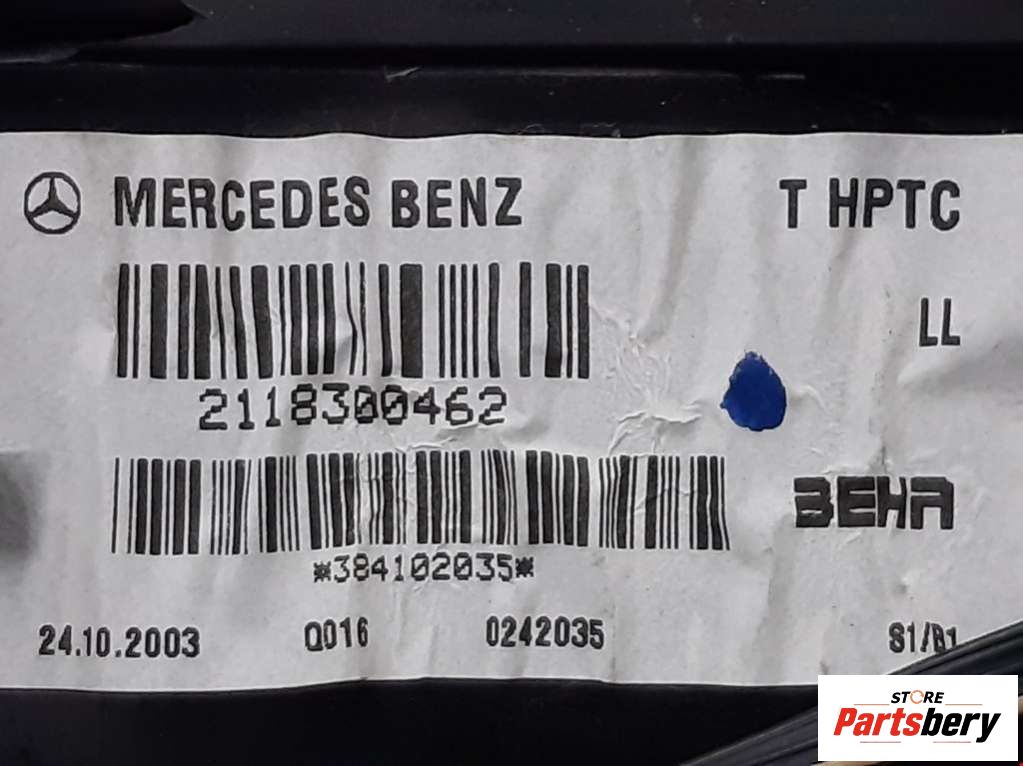 MERCEDES BENZ T HPTC
LL
2118300462
BEHR
*384102035*
24.10.2003 Q016 0242035 S1/B1
STORE
Partsbery